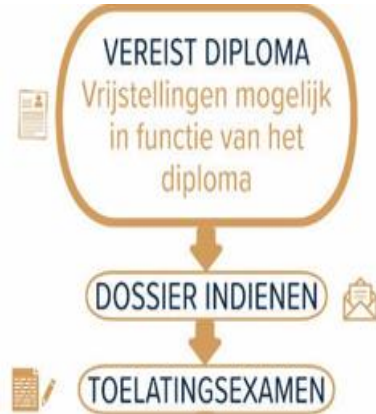 VEREIST DIPLOMA
Vrijstellingen mogelijk
in functie van het
diploma
DOSSIER INDIENEN
TOELATINGSEXAMEN